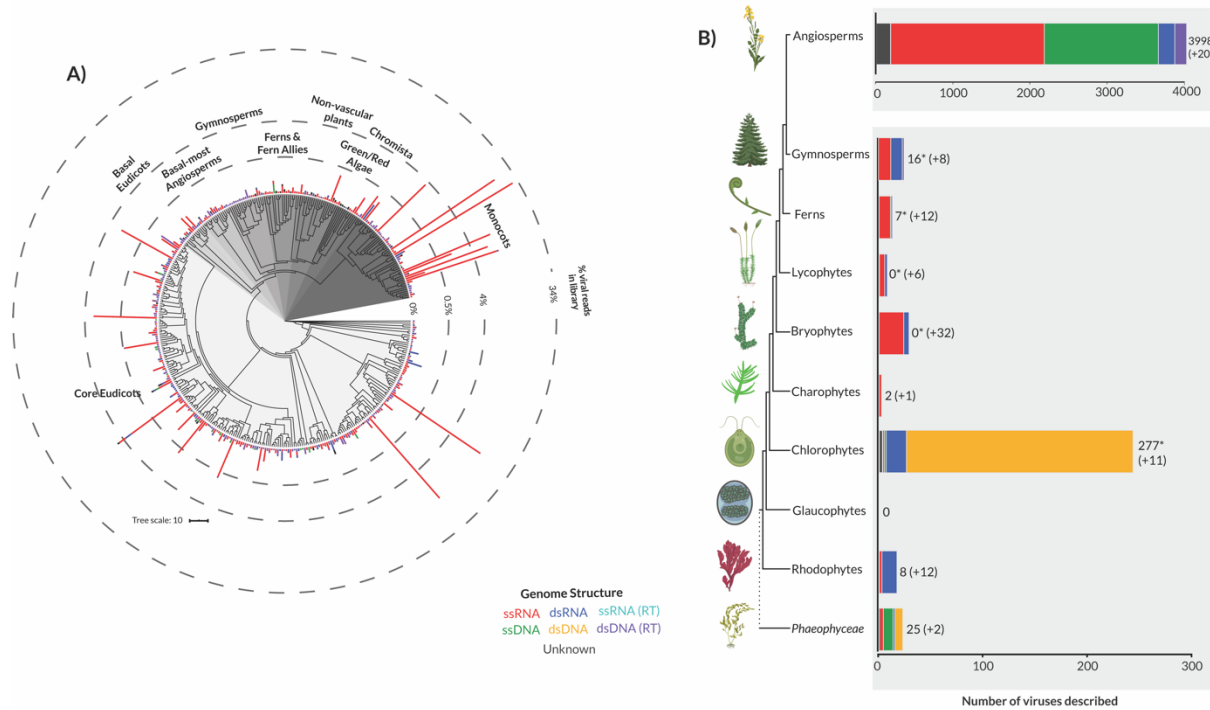 A)
Non-vascular
plants
Gymnosperms
Chromista
Ferns &
Fern Allies
Green/Red
Algae
Basal
Eudicots
Basal-most
Angiosperms
Monocots
% viral reads
in library
0%
0.5%
4%
34%
Core Eudicots
Tree scale: 10
Genome Structure
ssRNA dsRNA ssRNA (RT)
ssDNA dsDNA dsDNA (RT)
Unknown
B)
Angiosperms
3998
(+20
0 1000 2000 3000 4000
Gymnosperms 16* (+8)
Ferns 7* (+12)
Lycophytes 0* (+6)
Bryophytes 0* (+32)
Charophytes 2 (+1)
Chlorophytes 277*
(+11)
Glaucophytes 0
Rhodophytes 8 (+12)
Phaeophyceae 25 (+2)
0 100 200 300
Number of viruses described